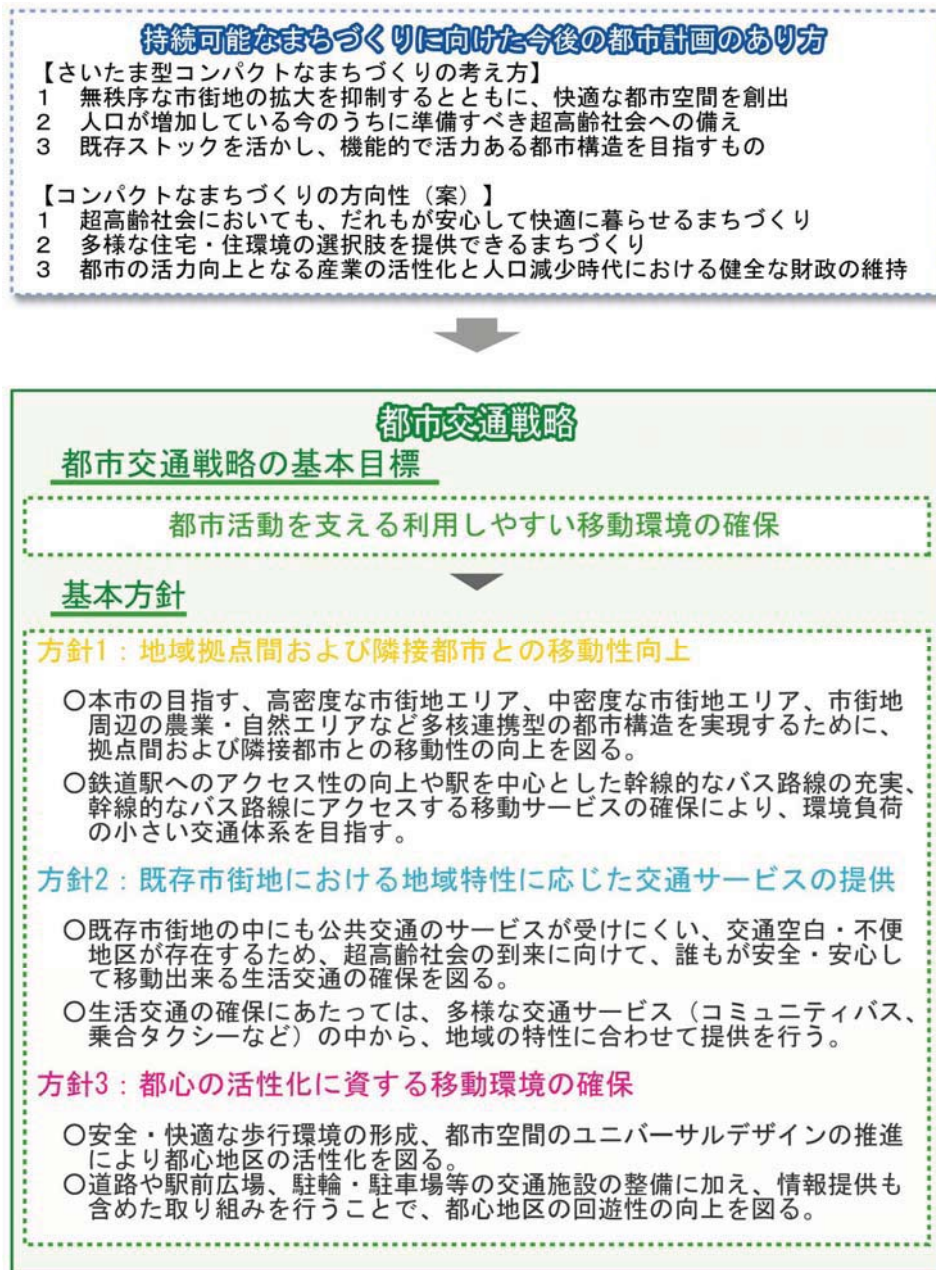 持続可能なまちづくりに向けた今後の都市計画のあり方
【さいたま型コンパクトなまちづくりの考え方】
1 無秩序な市街地の拡大を抑制するとともに、快適な都市空間を創出
2 人口が増加している今のうちに準備すべき超高齢社会への備え
3 既存ストックを活かし、機能的で活力ある都市構造を目指すもの
【コンパクトなまちづくりの方向性（案）】
1 超高齢社会においても、だれもが安心して快適に暮らせるまちづくり
2 多様な住宅・住環境の選択肢を提供できるまちづくり
3 都市の活力向上となる産業の活性化と人口減少時代における健全な財政の維持
都市交通戦略
都市交通戦略の基本目標
都市活動を支える利用しやすい移動環境の確保
基本方針
方針1：地域拠点間および隣接都市との移動性向上
○本市の目指す、高密度な市街地エリア、中密度な市街地エリア、市街地
周辺の農業・自然エリアなど多核連携型の都市構造を実現するために、
拠点間および隣接都市との移動性の向上を図る。
○鉄道駅へのアクセス性の向上や駅を中心とした幹線的なバス路線の充実、
幹線的なバス路線にアクセスする移動サービスの確保により、環境負荷
の小さい交通体系を目指す。
方針2：既存市街地における地域特性に応じた交通サービスの提供
○既存市街地の中にも公共交通のサービスが受けにくい、交通空白・不便
地区が存在するため、超高齢社会の到来に向けて、誰もが安全・安心し
て移動出来る生活交通の確保を図る。
○生活交通の確保にあたっては、多様な交通サービス（コミュニティバス、
乗合タクシーなど）の中から、地域の特性に合わせて提供を行う。
方針3：都心の活性化に資する移動環境の確保
○安全・快適な歩行環境の形成、都市空間のユニバーサルデザインの推進
により都心地区の活性化を図る。
○道路や駅前広場、駐輪・駐車場等の交通施設の整備に加え、情報提供も
含めた取り組みを行うことで、都心地区の回遊性の向上を図る。